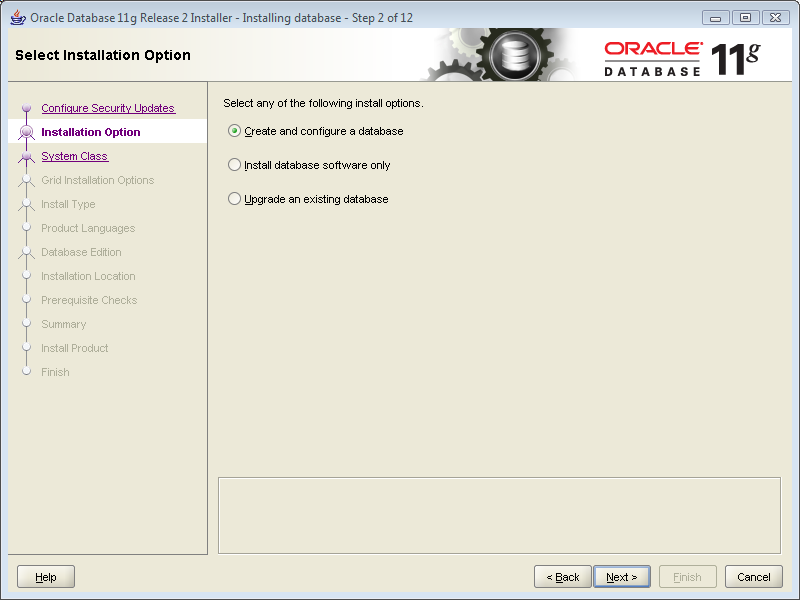 Oracle Database 11g Release 2 Installer - Installing database - Step 2 of 12
Select Installation Option
ORACLE®
DATABASE
11g
Configure Security Updates
Installation Option
System Class
Grid Installation Options
Install Type
Product Languages
Database Edition
Installation Location
Prerequisite Checks
Summary
Install Product
Finish
Select any of the following install options.
Create and configure a database
Install database software only
Upgrade an existing database
Help
< Back
Next >
Finish
Cancel